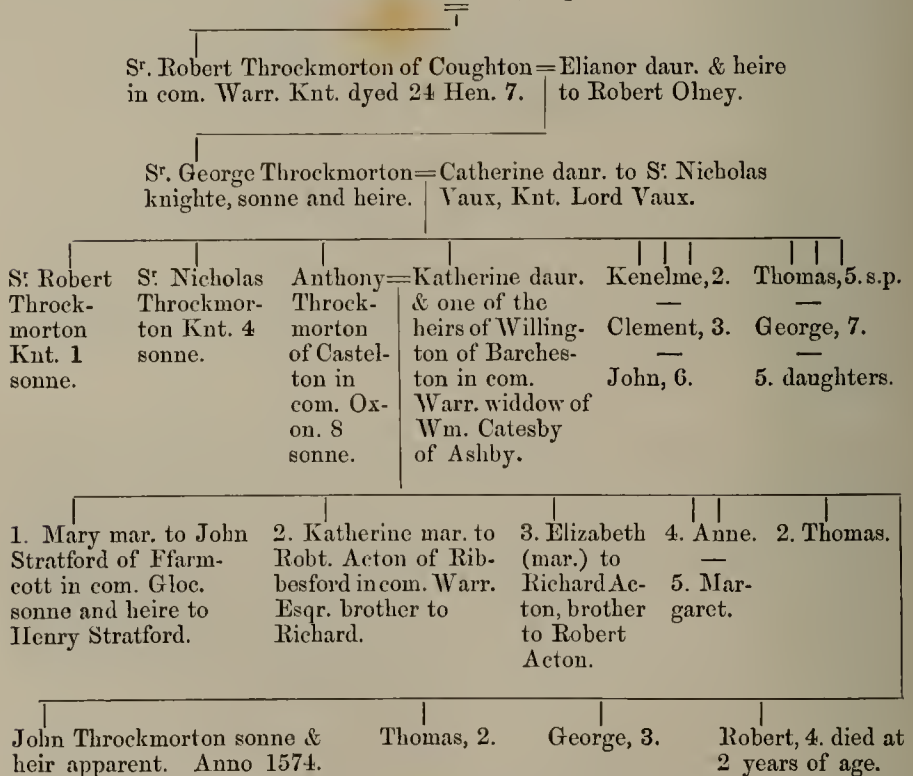 Sr. Robert Throckmorton of Coughton=Elianor daur. & heire
in com. Warr. Knt. dyed 24 Hen. 7. to Robert Olney.
Sr. George Throckmorton=Catherine daur. to Sr. Nicholas
knighte, sonne and heire. Vaux, Knt. Lord Vaux.
Sr. Robert
Throck-
morton
Knt. 1
sonne.
Sr. Nicholas
Throckmor-
ton Knt. 4
sonne.
Anthony=
Throck-
morton
of Castel-
ton in
com. Ox-
on. 8
sonne.
Katherine daur.
& one of the
heirs of Willing-
ton of Barches-
ton in com.
Warr. widdow of
Wm. Catesby
of Ashby.
Kenelme, 2.
—
Clement, 3.
—
John, 6.
Thomas, 5. s.p.
—
George, 7.
—
5. daughters.
1. Mary mar. to John
Stratford of Ffarm-
cott in com. Gloc.
sonne and heire to
Henry Stratford.
2. Katherine mar. to
Robt. Acton of Rib-
besford in com. Warr.
Esqr. brother to
Richard.
3. Elizabeth
(mar.) to
Richard Ac-
ton, brother
to Robert
Acton.
4. Anne.
—
5. Mar-
garet.
2. Thomas.
John Throckmorton sonne &
heir apparent. Anno 1574.
Thomas, 2.
George, 3.
Robert, 4. died at
2 years of age.